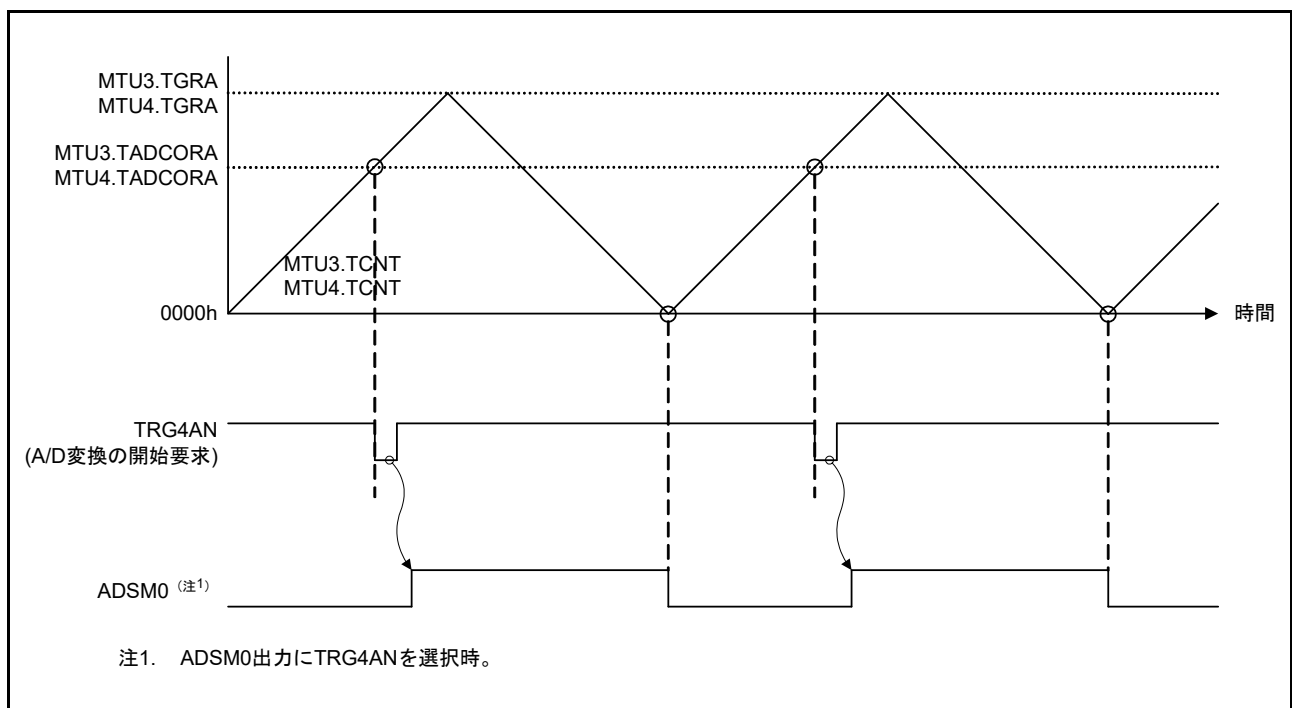 MTU3.TGRA
MTU4.TGRA
MTU3.TADCORA
MTU4.TADCORA
MTU3.TCNT
MTU4.TCNT
0000h
時間
TRG4AN
(A/D変換の開始要求)
ADSM0（注1）
注1. ADSM0出力にTRG4ANを選択時。